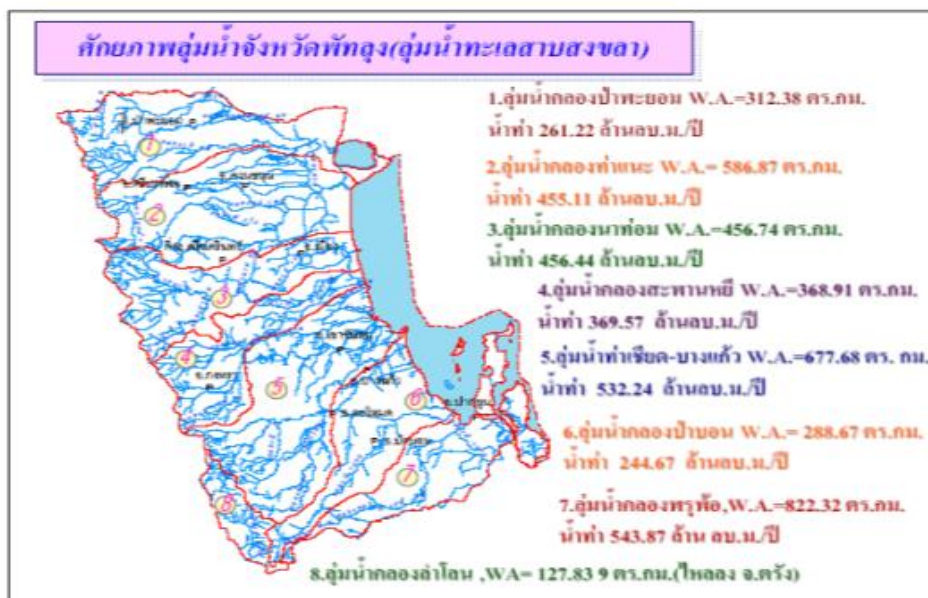 ศักยภาพลุ่มน้ำจังหวัดพัทลุง(ลุ่มน้ำทะเลสาบสงขลา)
1.ลุ่มน้ำคลองป่าพะยอม W.A.=312.38 ตร.กม.
น้ำท่า 261.22 ล้านลบ.ม./ปี
2.ลุ่มน้ำคลองท่าแนะ W.A.= 586.87 ตร.กม.
น้ำท่า 455.11 ล้านลบ.ม./ปี
3.ลุ่มน้ำคลองนาท่อม W.A.=456.74 ตร.กม.
น้ำท่า 456.44 ล้านลบ.ม./ปี
4.ลุ่มน้ำคลองสะพานหยี W.A.=368.91 ตร.กม.
น้ำท่า 369.57 ล้านลบ.ม./ปี
5.ลุ่มน้ำท่าเชียด-บางแก้ว W.A.=677.68 ตร. กม.
น้ำท่า 532.24 ล้านลบ.ม./ปี
6.ลุ่มน้ำคลองป่าบอน W.A.= 288.67 ตร.กม.
น้ำท่า 244.67 ล้านลบ.ม./ปี
7.ลุ่มน้ำคลองพรุพ้อ,W.A.=822.32 ตร.กม.
น้ำท่า 543.87 ล้าน ลบ.ม./ปี
8.ลุ่มน้ำคลองลำโลน ,WA= 127.83 9 ตร.กม.(ไหลลง จ.ตรัง)
1
2
3
4
5
6
7
8